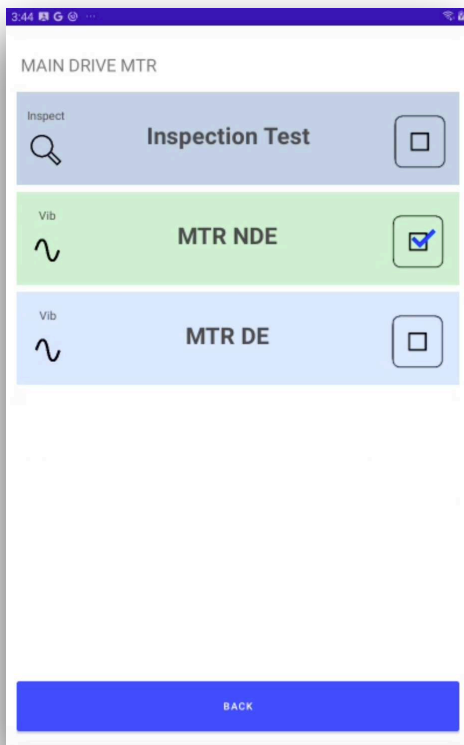 3:44 G
MAIN DRIVE MTR
Inspect
Inspection Test
Vib
MTR NDE
Vib
MTR DE
BACK